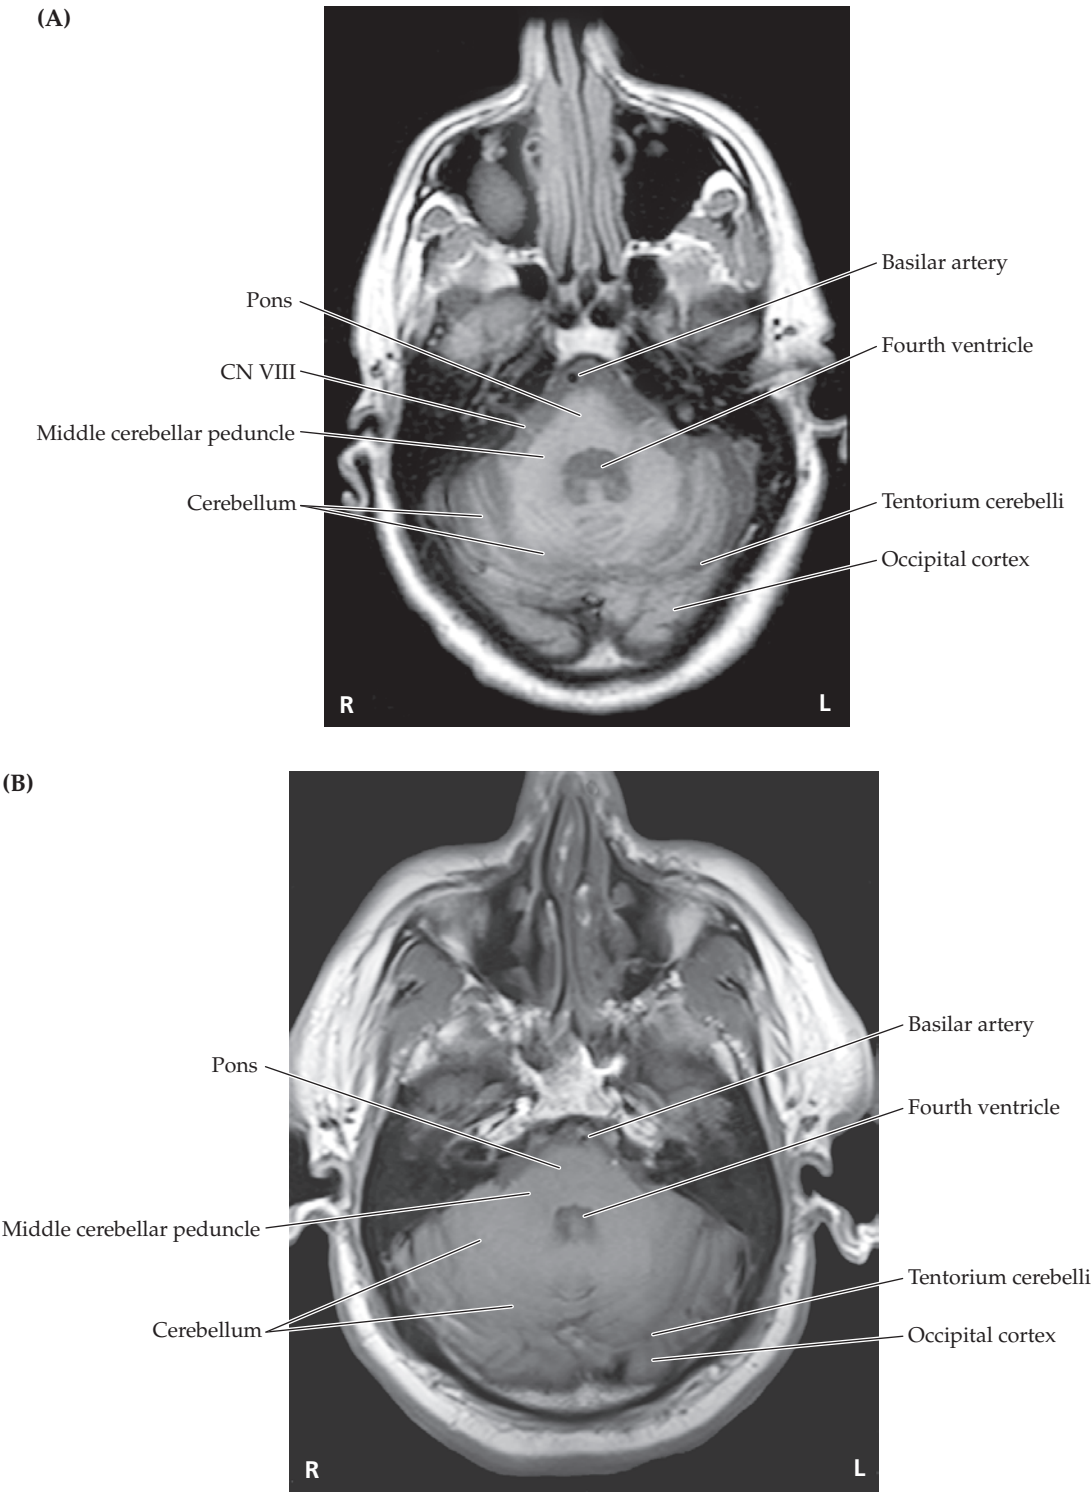 (A)
Basilar artery
Pons
Fourth ventricle
CN VIII
Middle cerebellar peduncle
Cerebellum
Tentorium cerebelli
Occipital cortex
R
L
(B)
Basilar artery
Pons
Fourth ventricle
Middle cerebellar peduncle
Tentorium cerebelli
Cerebellum
Occipital cortex
R
L